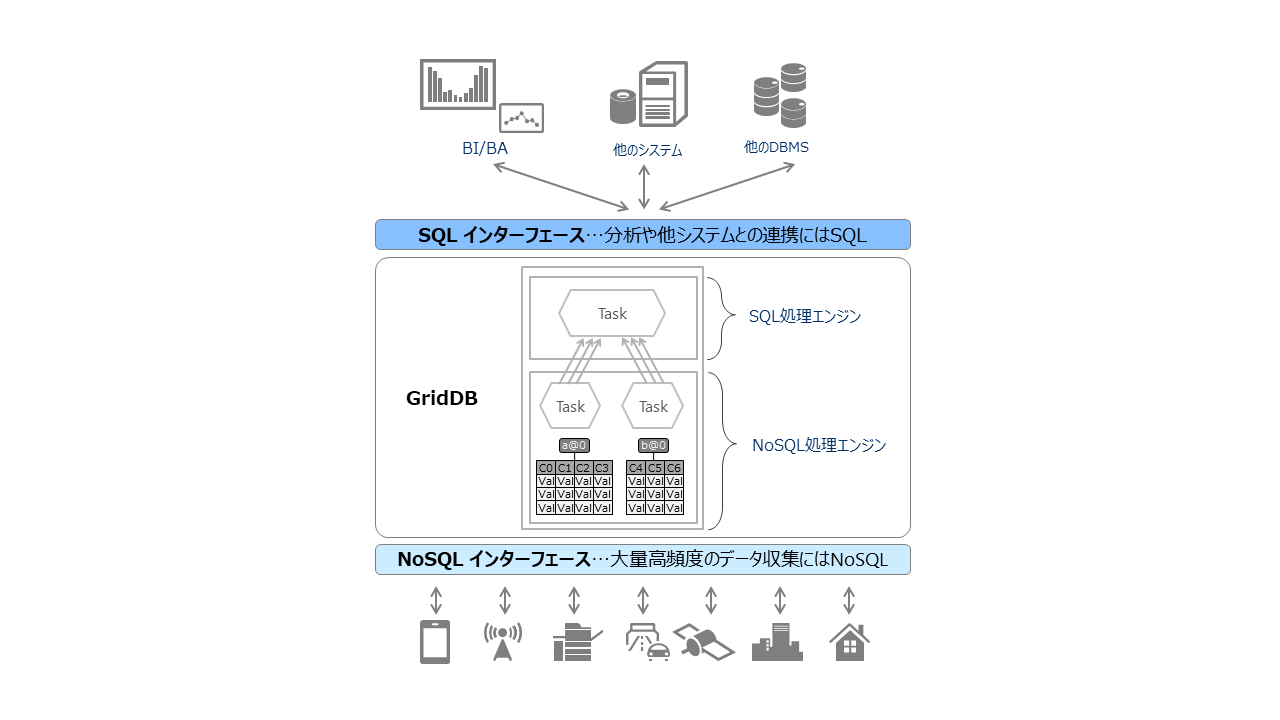 BI/BA
他のシステム
他のDBMS
SQL インターフェース…分析や他システムとの連携にはSQL
Task
SQL処理エンジン
GridDB
Task
Task
NoSQL処理エンジン
a@0
b@0
C0 C1 C2 C3
C4 C5 C6
Val Val Val Val
Val Val Val
Val Val Val Val
Val Val Val
Val Val Val Val
Val Val Val
NoSQL インターフェース…大量高頻度のデータ収集にはNoSQL